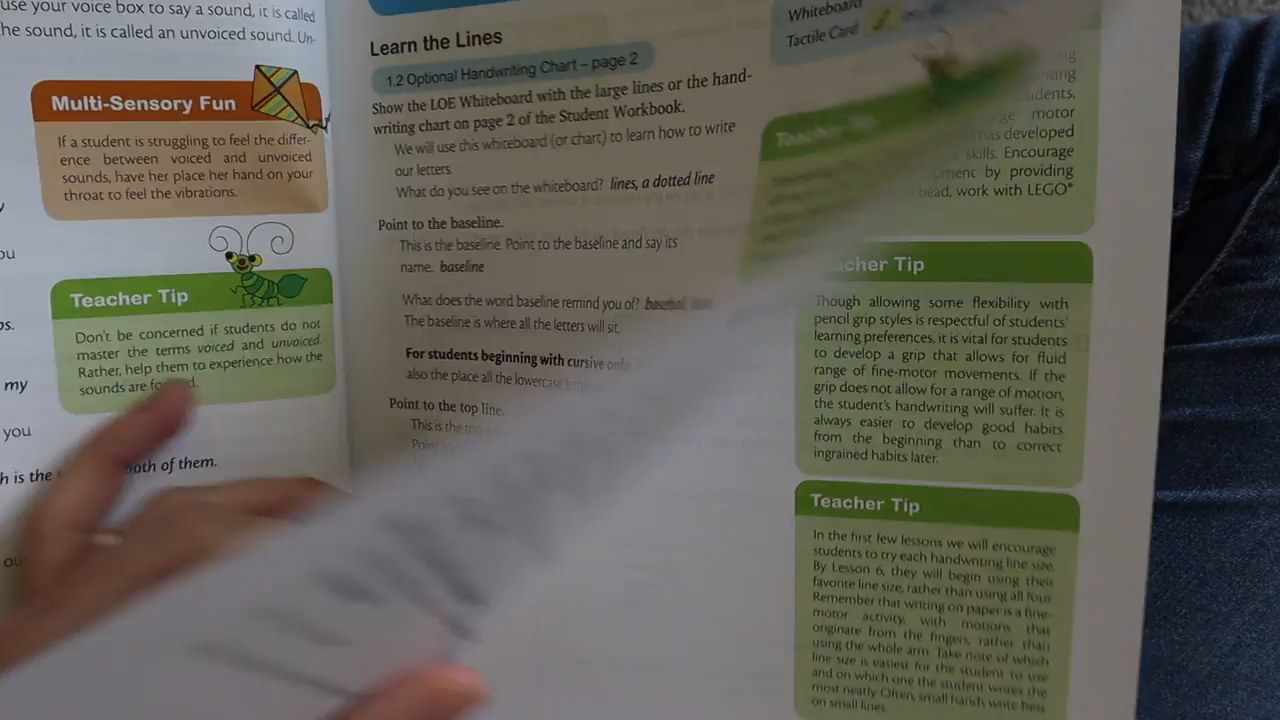 use your voice box to say a sound, it is called
he sound, it is called an unvoiced sound. Un-
Multi-Sensory Fun
If a student is struggling to feel the differ-
ence between voiced and unvoiced
sounds, have her place her hand on your
throat to feel the vibrations.
ou
Teacher Tip
Don't be concerned if students do not
master the terms voiced and unvoiced.
Rather, help them to experience how the
sounds are
my
you
h is the both of them.
ou
Learn the Lines
1.2 Optional Handwriting Chart – page 2
Show the LOE Whiteboard with the large lines or the hand-
writing chart on page 2 of the Student Workbook.
We will use this whiteboard (or chart) to learn how to write
our letters.
What do you see on the whiteboard? lines, a dotted line
Point to the baseline.
This is the baseline. Point to the baseline and say its
name. baseline
What does the word baseline remind you of? baseball
The baseline is where all the letters will sit.
For students beginning with cursive only
also the place all the lowercase
Point to the top line.
This is the top
Whiteboard
Tactile Card
Teacher Tip
students.
motor
has developed
skills. Encourage
by providing
bead, work with LEGO®
Tip
Though allowing some flexibility with
pencil grip styles is respectful of students'
learning preferences, it is vital for students
to develop a grip that allows for fluid
range of fine-motor movements. If the
grip does not allow for a range of motion,
the student's handwriting will suffer. It is
always easier to develop good habits
from the beginning than to correct
ingrained habits later.
Teacher Tip
In the first few lessons we will encourage
students to try each handwriting line size.
By Lesson 6, they will begin using their
favorite line size, rather than using all four.
Remember that writing on paper is a fine-
motor activity, with motions that
originate from the fingers, rather than
using the whole arm. Take note of which
line size is easiest for the student to use
and on which one the student writes the
most neatly. Often, small hands write best
on small lines.